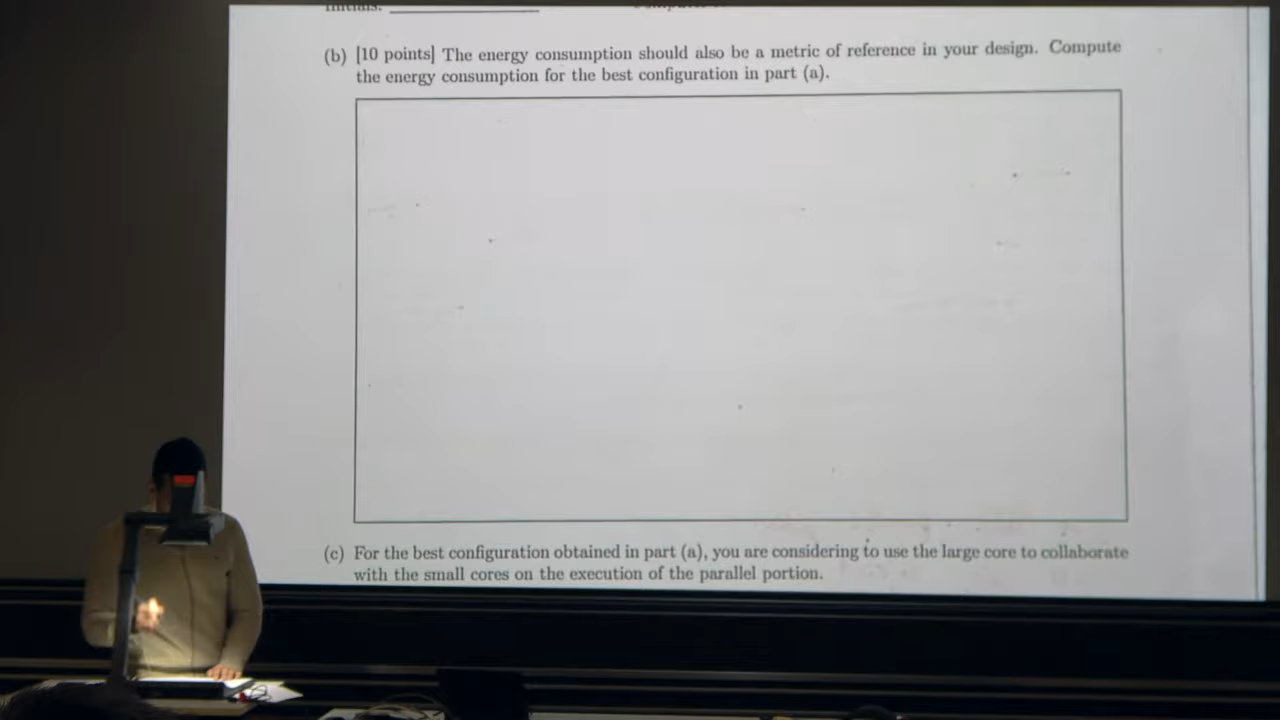 Initials:
(b) [10 points] The energy consumption should also be a metric of reference in your design. Compute
the energy consumption for the best configuration in part (a).
(c) For the best configuration obtained in part (a), you are considering to use the large core to collaborate
with the small cores on the execution of the parallel portion.